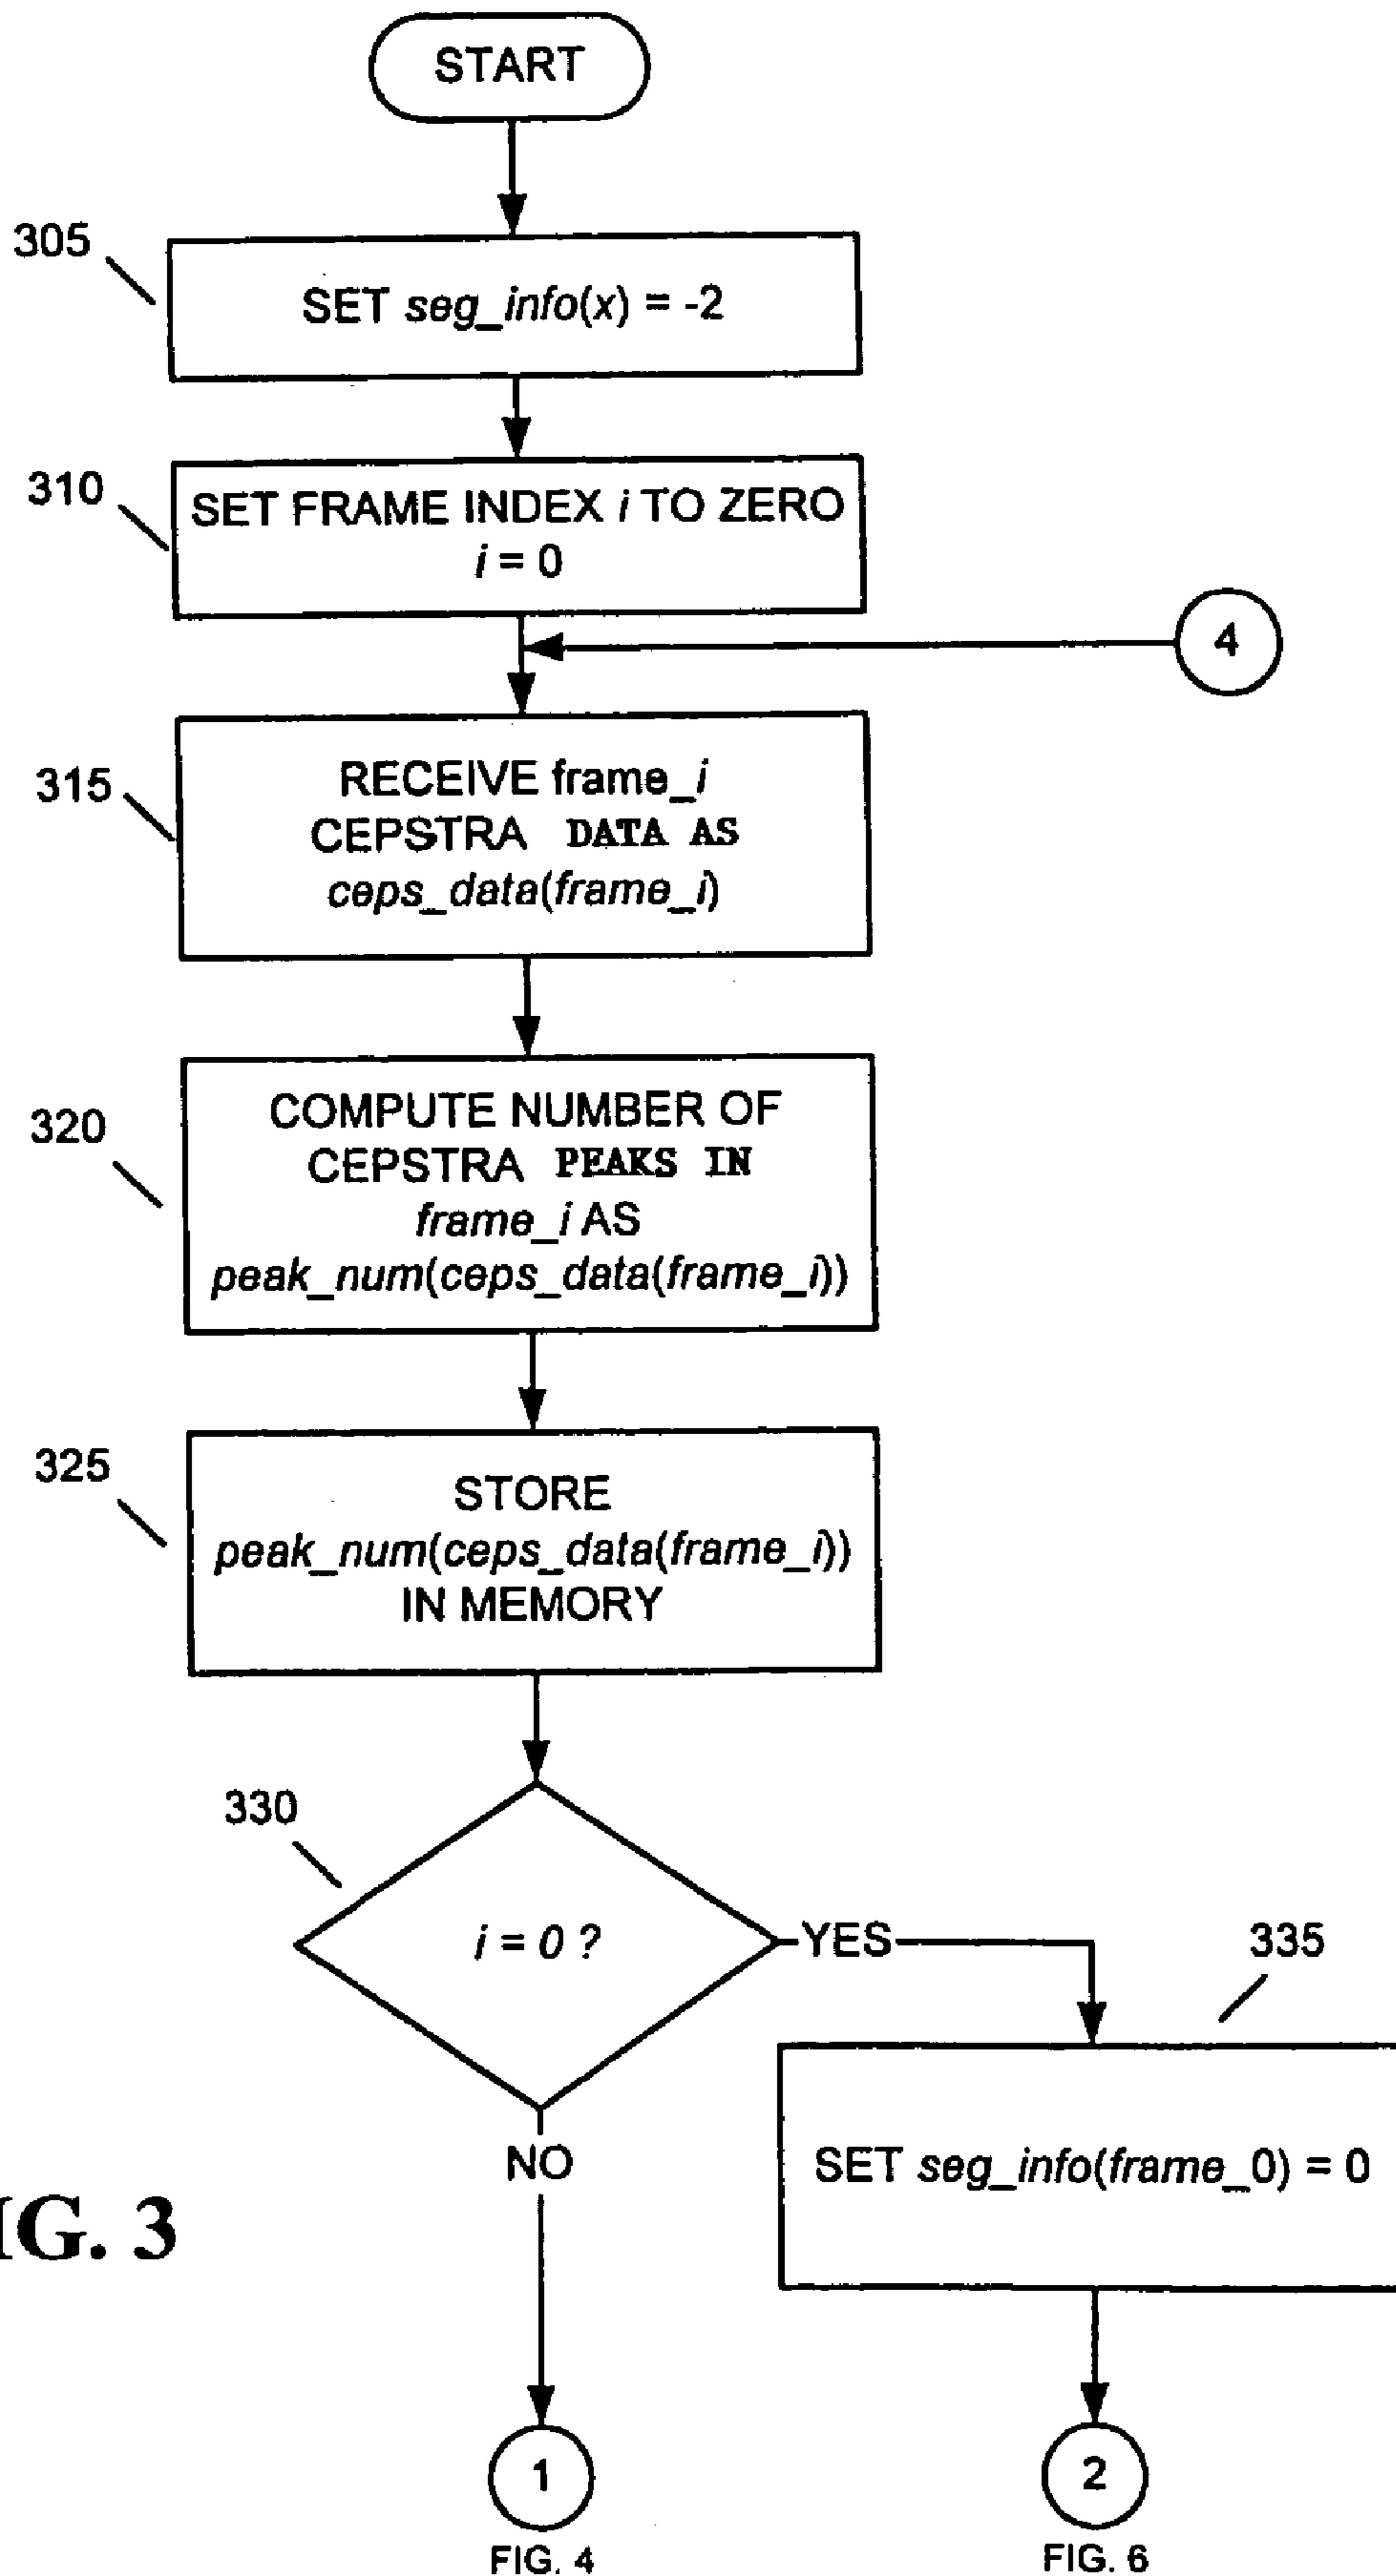 START
305
SET seg_info(x) = -2
310
SET FRAME INDEX i TO ZERO
i = 0
4
315
RECEIVE frame_i
CEPSTRA DATA AS
ceps_data(frame_i)
320
COMPUTE NUMBER OF
CEPSTRA PEAKS IN
frame_i AS
peak_num(ceps_data(frame_i))
325
STORE
peak_num(ceps_data(frame_i))
IN MEMORY
330
i = 0 ?
YES
335
NO
SET seg_info(frame_0) = 0
IG. 3
1
2
FIG. 4
FIG. 6